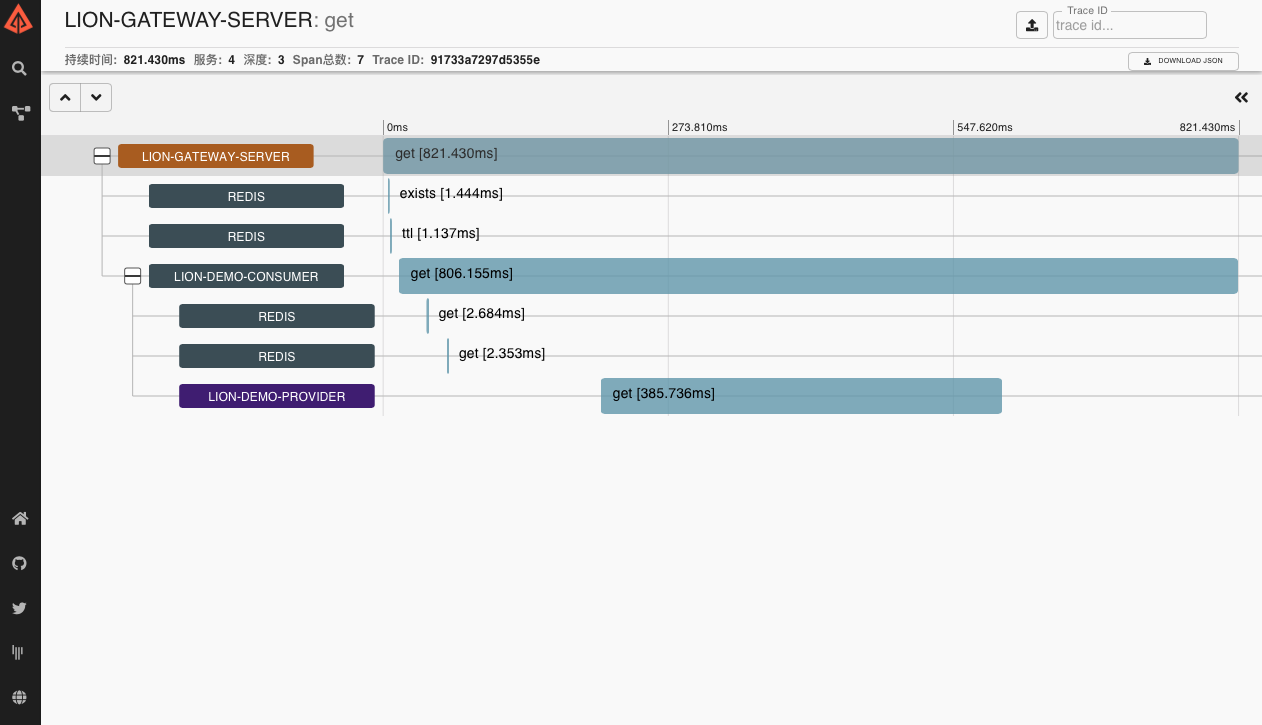 LION-GATEWAY-SERVER: get
Trace ID
trace id...
持续时间: 821.430ms 服务: 4 深度: 3 Span总数: 7 Trace ID: 91733a7297d5355e
DOWNLOAD JSON
0ms 273.810ms 547.620ms 821.430ms
LION-GATEWAY-SERVER get [821.430ms]
REDIS exists [1.444ms]
REDIS ttl [1.137ms]
LION-DEMO-CONSUMER get [806.155ms]
REDIS get [2.684ms]
REDIS get [2.353ms]
LION-DEMO-PROVIDER get [385.736ms]